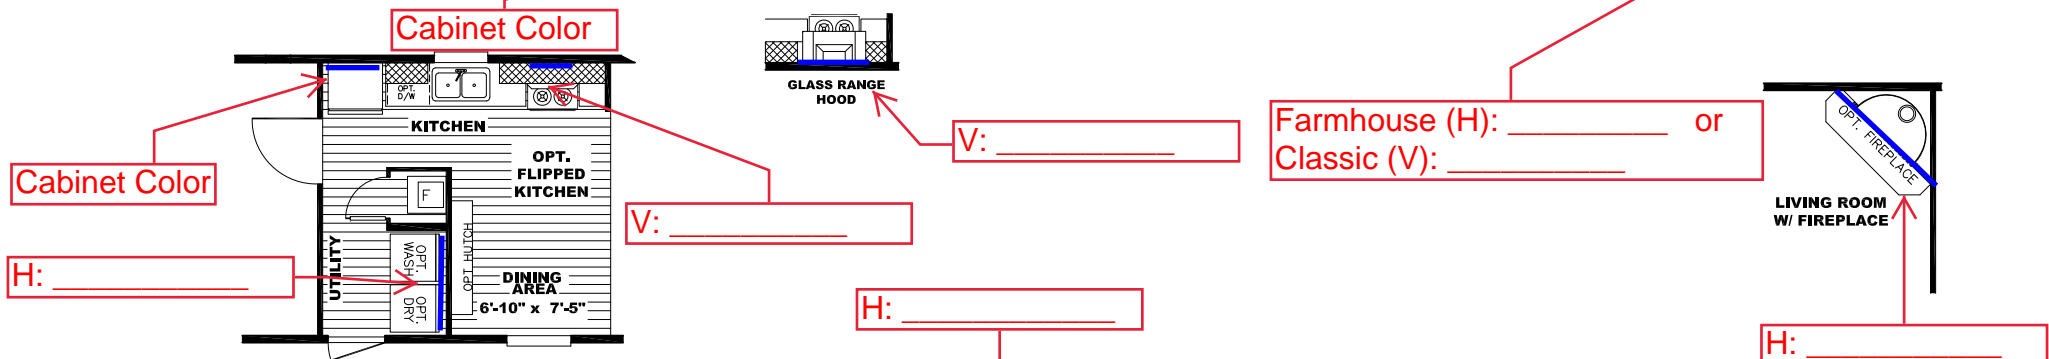 Cabinet Color
GLASS RANGE
HOOD
OPT.
D/W
KITCHEN
Farmhouse (H): _________ or
Classic (V): __________
OPT. FIREPLACE
V: __________
OPT.
FLIPPED
KITCHEN
Cabinet Color
F
LIVING ROOM
W/ FIREPLACE
V: __________
UTILITY
OPT.
WASH
OPT HUTCH
H: ___________
DINING
AREA
6'-10" x 7'-5"
OPT.
DRY
H: ____________
H: ___________